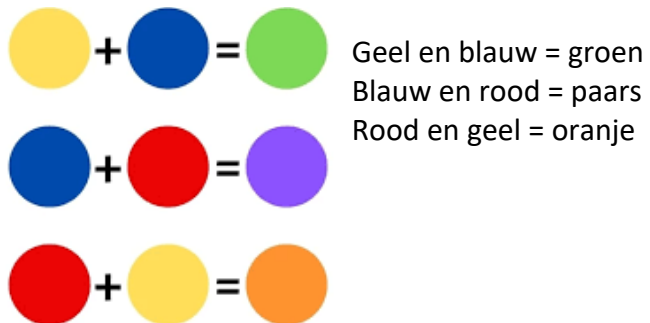 + =
Geel en blauw = groen
Blauw en rood = paars
Rood en geel = oranje
+ =
+ =